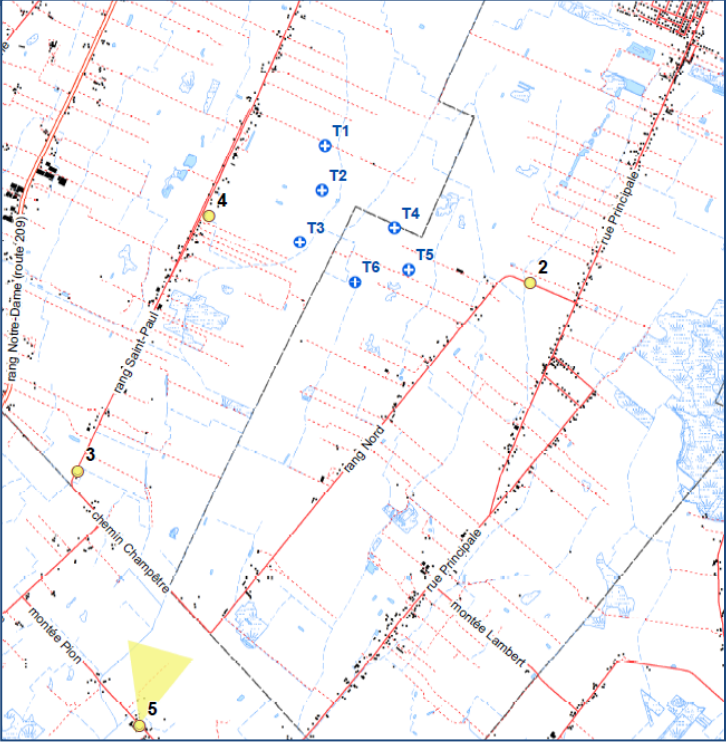 T1
T2
4
T4
T3
rue Principale
T5
2
T6
rang Notre-Dame (route 209)
rang Saint-Paul
rang Nord
3
chemin Champêtre
rue Principale
montée Pion
montée Lambert
5